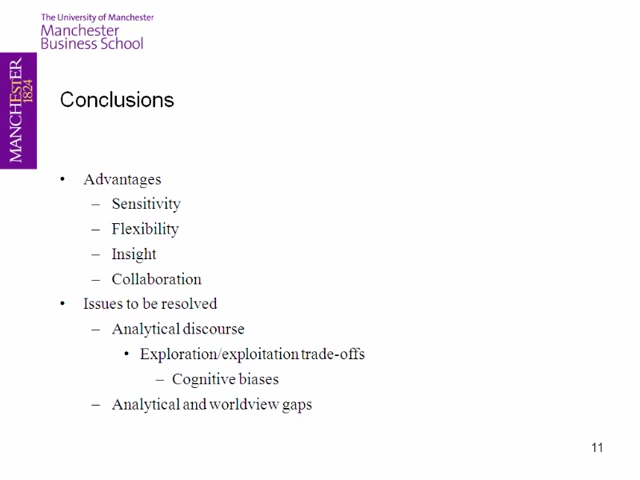 The University of Manchester
Manchester
Business School
MANCHESTER
1824
Conclusions
• Advantages
– Sensitivity
– Flexibility
– Insight
– Collaboration
• Issues to be resolved
– Analytical discourse
• Exploration/exploitation trade-offs
– Cognitive biases
– Analytical and worldview gaps
11